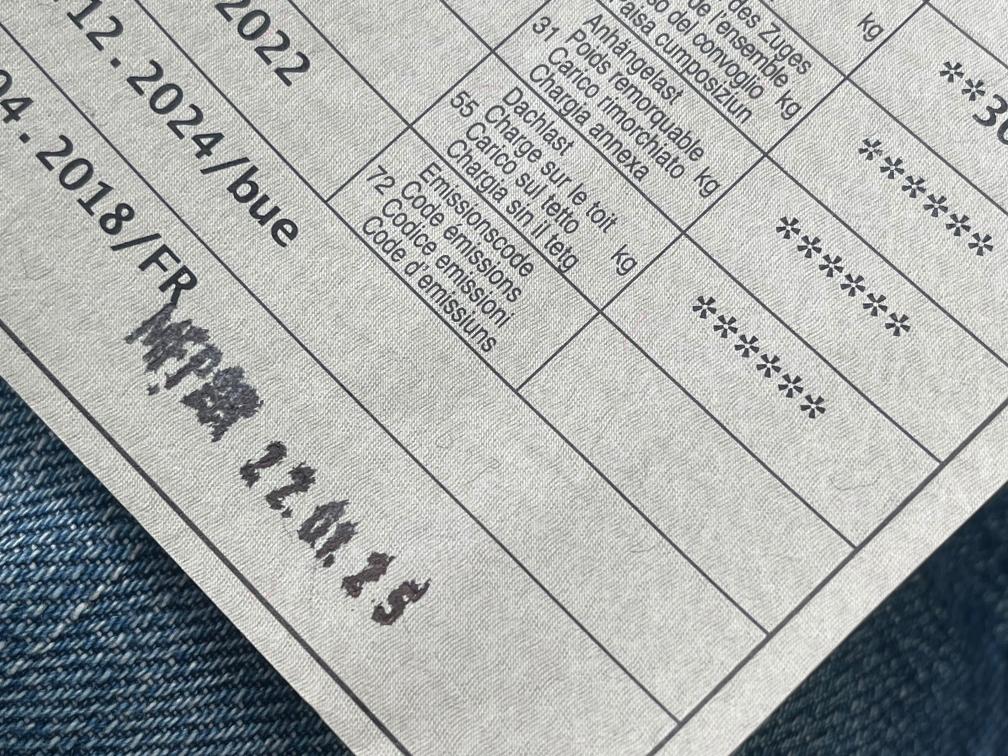 2022
12.2024/bue
04.2018/FR
22.01.25
des Zuges
de l'ensemble
del convoglio kg
cumposiziun
kg
**3
31 Anhängelast
Poids remorquable
Carico rimorchiato
Chargia annexa kg
******
55 Dachlast
Charge sur le toit
Carico sul tetto
Chargia sin il tetg kg
******
72 Emissionscode
Code émissions
Codice emissioni
Code d'emissiuns
******